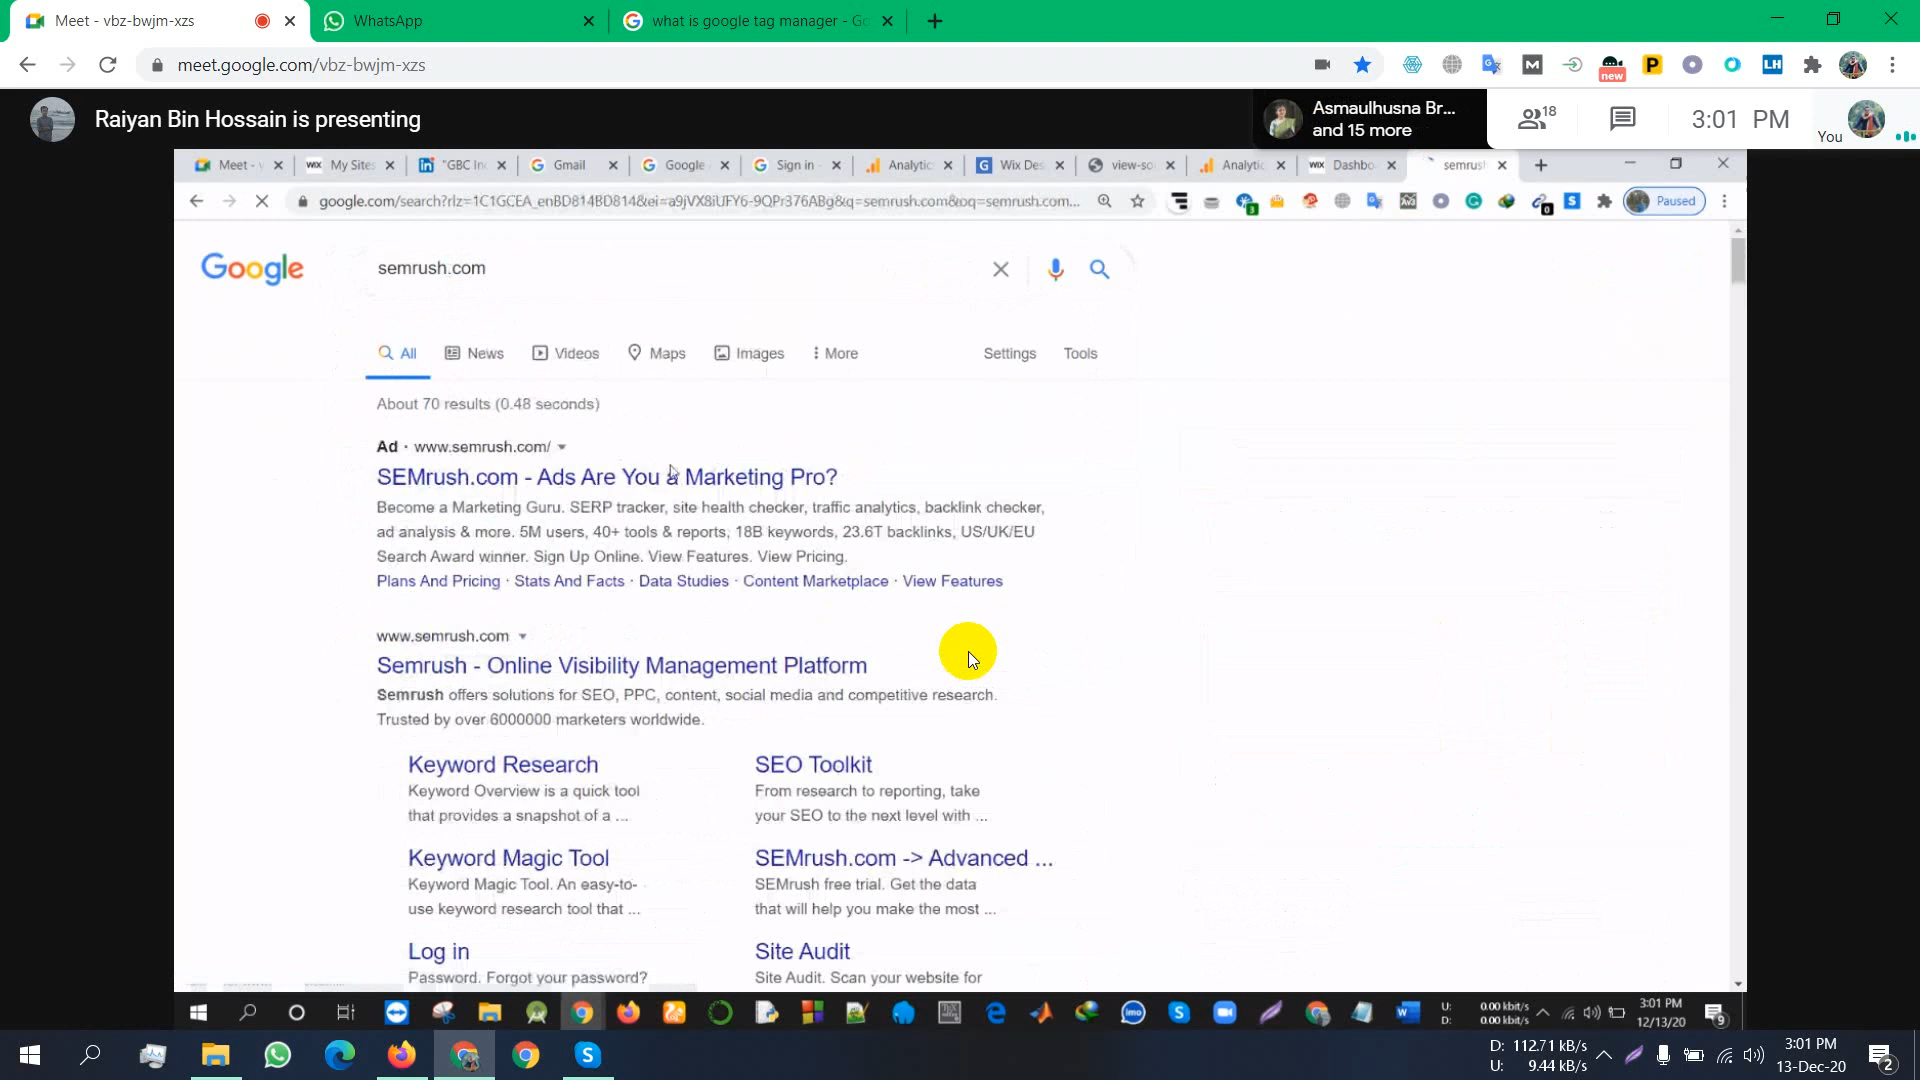 Meet - vbz-bwjm-xzs
WhatsApp
what is google tag manager - Go
meet.google.com/vbz-bwjm-xzs
new
Raiyan Bin Hossain is presenting
Asmaulhusna Br...
and 15 more
18
3:01 PM
You
Meet - v
WIX My Sites
"GBC In
Gmail
Google
Sign in -
Analytic
Wix Des
view-so
Analytic
WIX Dashbo
semrush
google.com/search?rlz=1C1GCEA_enBD814BD814&ei=a9jVX8iUFY6-9QPr376ABg&q=semrush.com&oq=semrush.com...
Paused
Google
semrush.com
All
News
Videos
Maps
Images
More
Settings
Tools
About 70 results (0.48 seconds)
Ad · www.semrush.com/
SEMrush.com - Ads Are You a Marketing Pro?
Become a Marketing Guru. SERP tracker, site health checker, traffic analytics, backlink checker,
ad analysis & more. 5M users, 40+ tools & reports, 18B keywords, 23.6T backlinks, US/UK/EU
Search Award winner. Sign Up Online. View Features. View Pricing.
Plans And Pricing · Stats And Facts · Data Studies · Content Marketplace · View Features
www.semrush.com
Semrush - Online Visibility Management Platform
Semrush offers solutions for SEO, PPC, content, social media and competitive research.
Trusted by over 6000000 marketers worldwide.
Keyword Research
Keyword Overview is a quick tool
that provides a snapshot of a ...
SEO Toolkit
From research to reporting, take
your SEO to the next level with ...
Keyword Magic Tool
Keyword Magic Tool. An easy-to-
use keyword research tool that ...
SEMrush.com -> Advanced ...
SEMrush free trial. Get the data
that will help you make the most ...
Log in
Password. Forgot your password?
Site Audit
Site Audit. Scan your website for
U: 0.00 kbit/s
D: 0.00 kbit/s
3:01 PM
12/13/20
9
D: 112.71 kB/s
U: 9.44 kB/s
3:01 PM
13-Dec-20
2